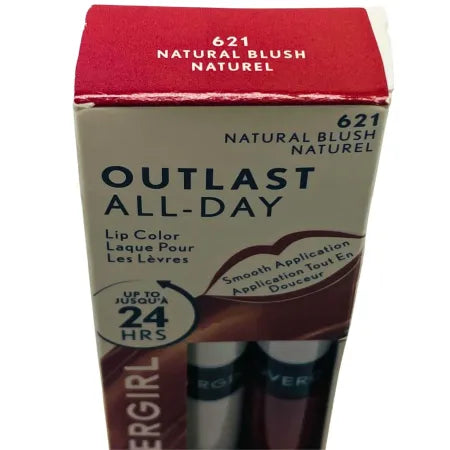 621
NATURAL BLUSH
NATUREL
621
NATURAL BLUSH
NATUREL
OUTLAST
ALL-DAY
Lip Color
Laque Pour
Les Lèvres
Smooth Application
Application Tout En
Douceur
UP TO
JUSQU'À
24
HRS
VERGIRL
ERGI
VERG